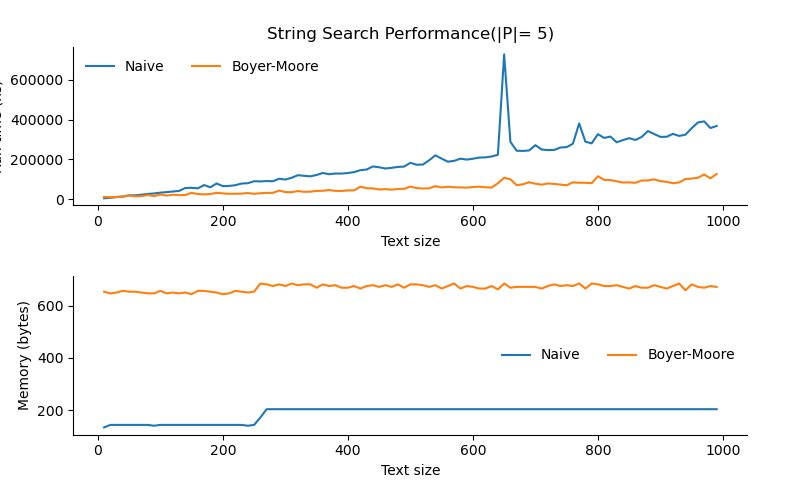 String Search Performance(|P|= 5)
Naive Boyer-Moore
600000
400000
200000
0
0 200 400 600 800 1000
Text size
Memory (bytes)
600
400
200
Naive Boyer-Moore
0 200 400 600 800 1000
Text size